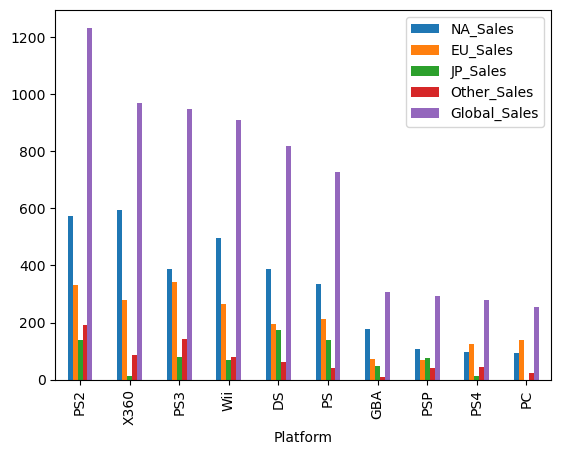 1200
1000
800
600
400
200
0
NA_Sales
EU_Sales
JP_Sales
Other_Sales
Global_Sales
PS2
X360
PS3
Wii
DS
PS
GBA
PSP
PS4
PC
Platform